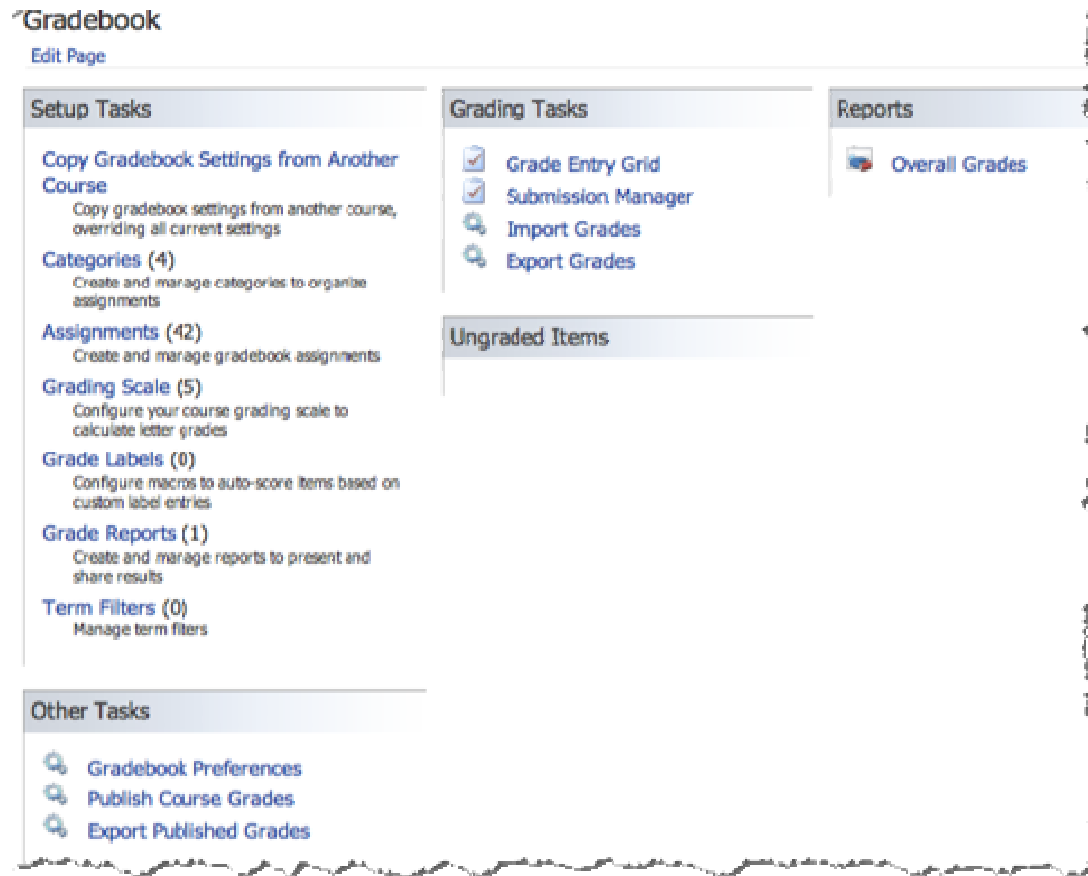 Gradebook
Edit Page
Setup Tasks
Copy Gradebook Settings from Another
Course
Copy gradebook settings from another course,
overriding all current settings
Categories (4)
Create and manage categories to organize
assignments
Assignments (42)
Create and manage gradebook assignments
Grading Scale (5)
Configure your course grading scale to
calculate letter grades
Grade Labels (0)
Configure macros to auto-score items based on
custom label entries
Grade Reports (1)
Create and manage reports to present and
share results
Term Filters (0)
Manage term filters
Other Tasks
Gradebook Preferences
Publish Course Grades
Export Published Grades
Grading Tasks
Grade Entry Grid
Submission Manager
Import Grades
Export Grades
Ungraded Items
Reports
Overall Grades